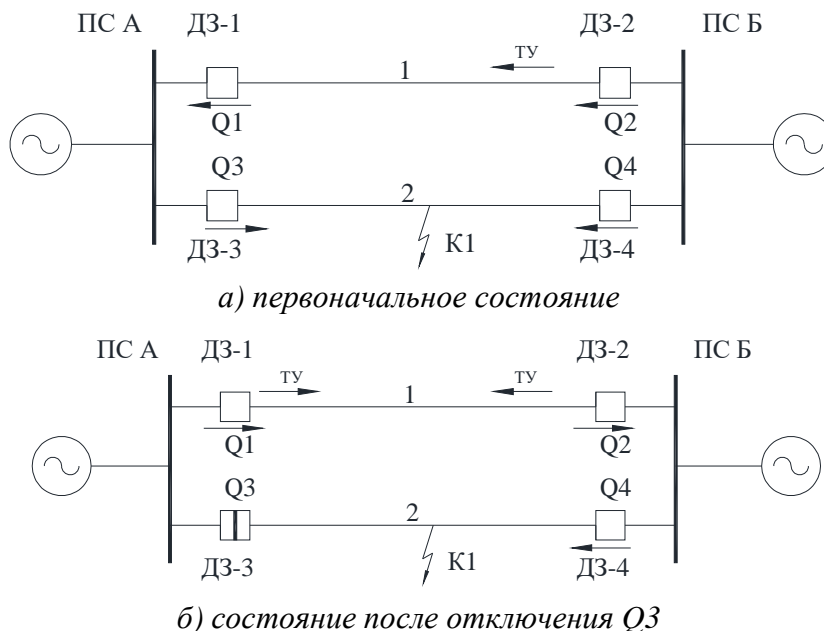 ПС А ДЗ-1 ДЗ-2 ПС Б
ТУ
1
Q1 Q2
Q3 Q4
2
ДЗ-3 К1 ДЗ-4
а) первоначальное состояние
ПС А ДЗ-1 ДЗ-2 ПС Б
ТУ ТУ
1
Q1 Q2
Q3 Q4
2
ДЗ-3 К1 ДЗ-4
б) состояние после отключения Q3